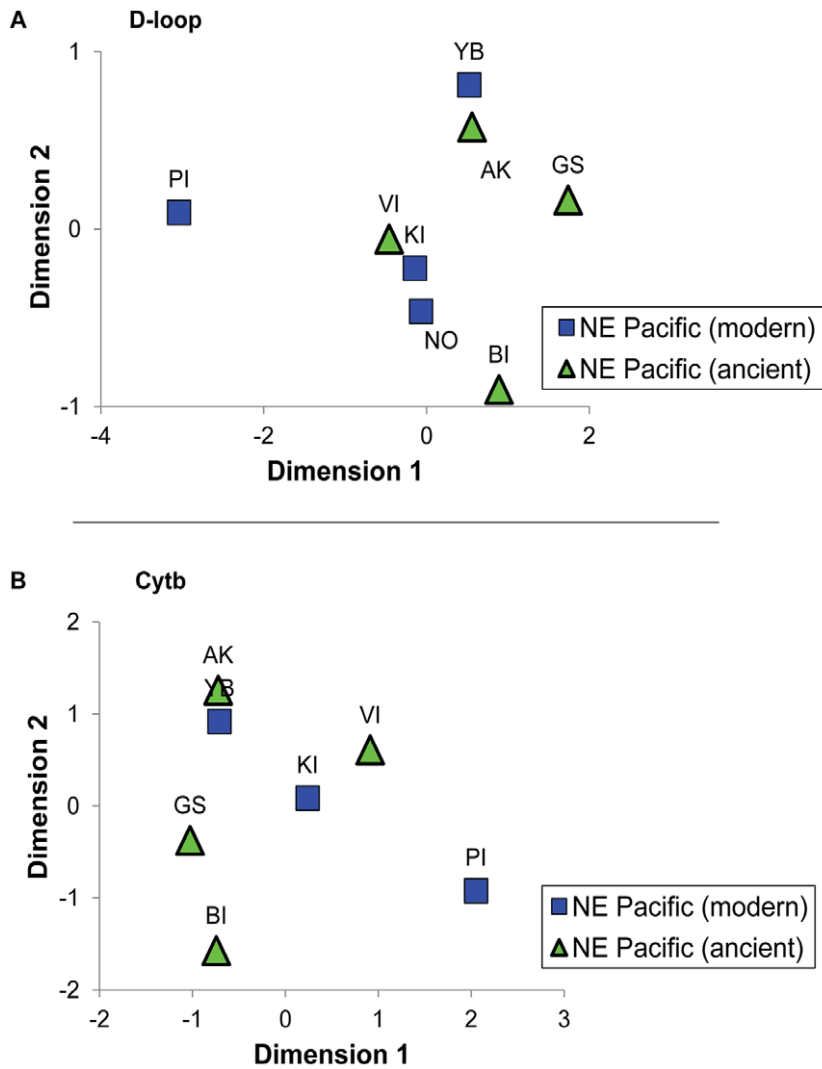 A D-loop
1
YB
AK
GS
PI
VI
KI
0
NO
BI
-1
-4 -2 0 2
Dimension 2
Dimension 1
NE Pacific (modern)
NE Pacific (ancient)
B Cytb
2
AK
YB
VI
1
KI
0
GS
PI
-1
BI
-2
-2 -1 0 1 2 3
Dimension 2
Dimension 1
NE Pacific (modern)
NE Pacific (ancient)